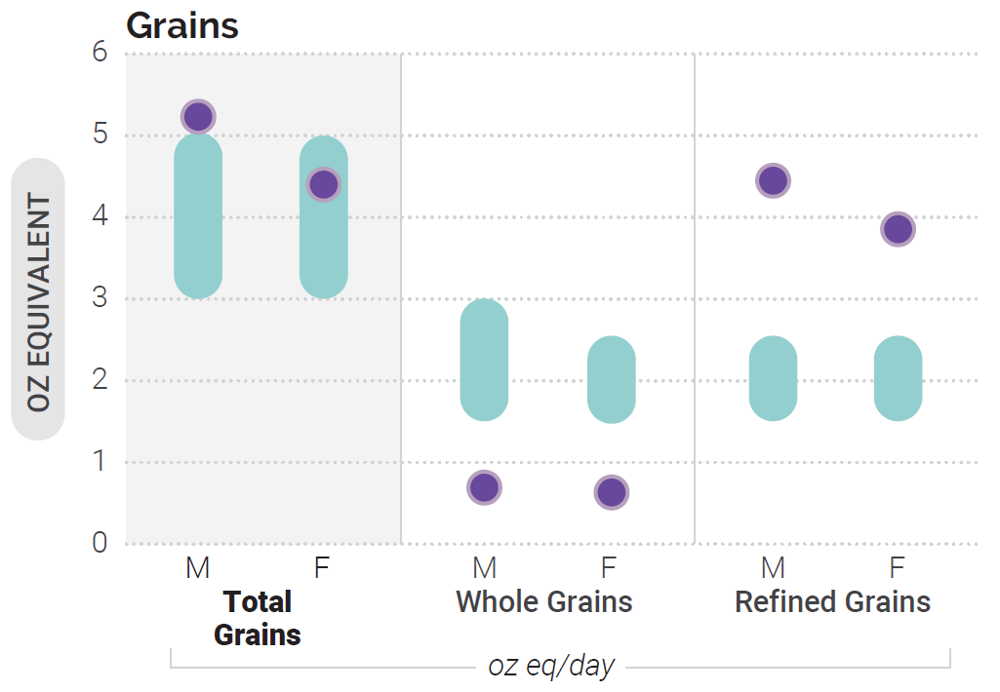 Grains
6
5
4
3
2
1
0
OZ EQUIVALENT
M F M F M F
Total Grains
Whole Grains
Refined Grains
oz eq/day